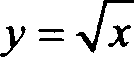 y = √x